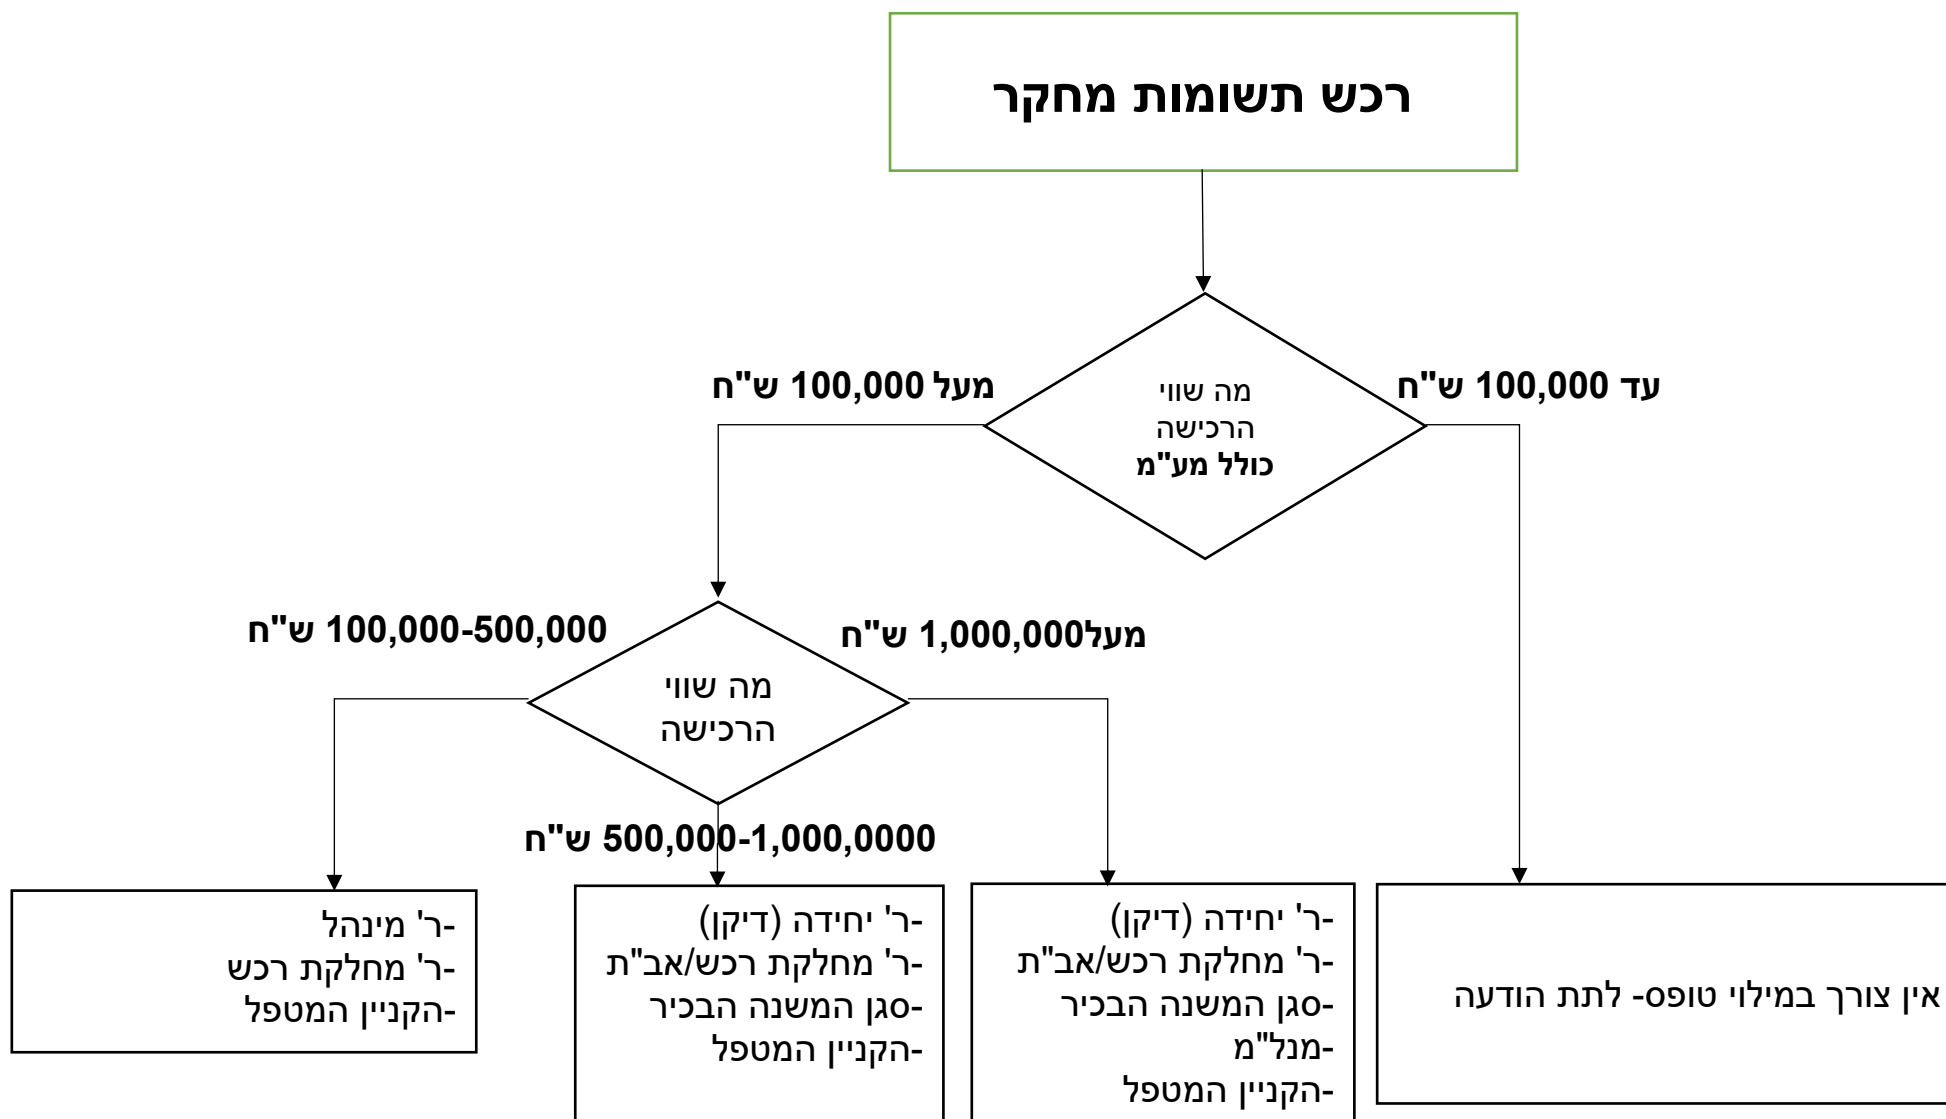 רכש תשומות מחקר
עד 100,000 ש"ח
מה שווי
הרכישה
כולל מע"מ
מעל 100,000 ש"ח
מעל1,000,000 ש"ח
מה שווי
הרכישה
100,000-500,000 ש"ח
500,000-1,000,0000 ש"ח
אין צורך במילוי טופס- לתת הודעה
-ר' יחידה (דיקן)
-ר' מחלקת רכש/אב"ת
-סגן המשנה הבכיר
-מנל"מ
-הקניין המטפל
-ר' יחידה (דיקן)
-ר' מחלקת רכש/אב"ת
-סגן המשנה הבכיר
-הקניין המטפל
-ר' מינהל
-ר' מחלקת רכש
-הקניין המטפל